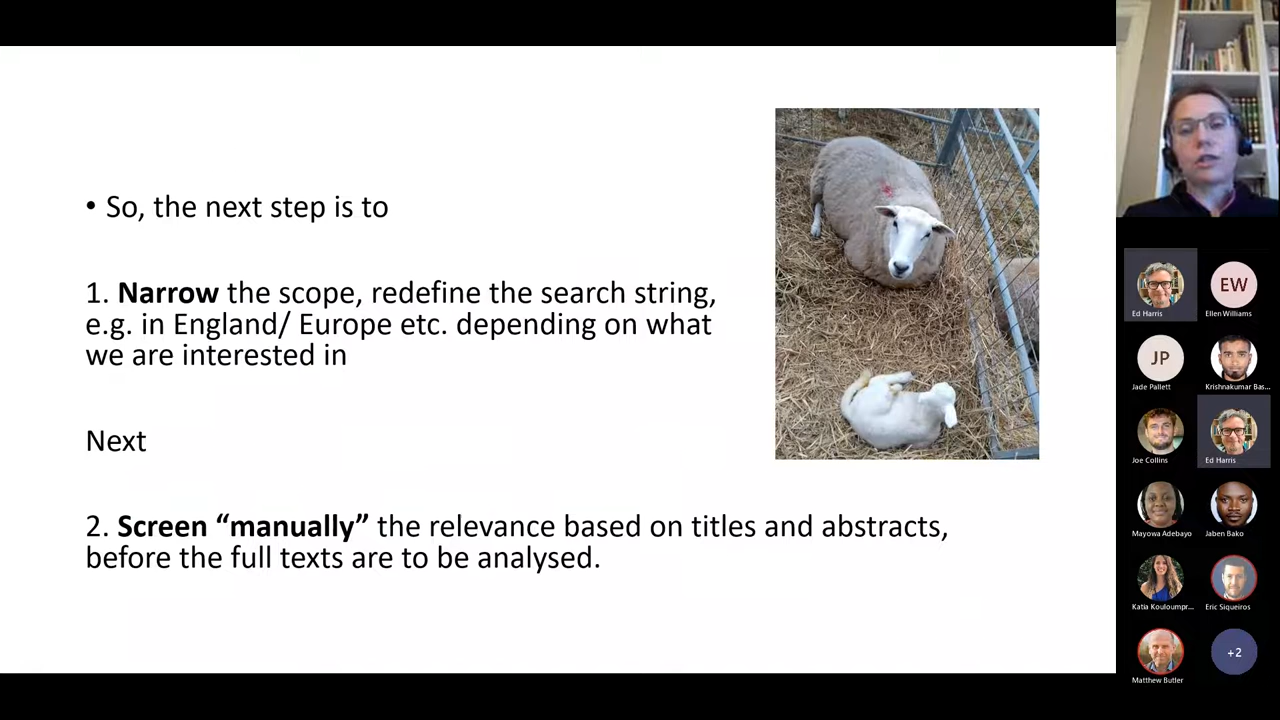 • So, the next step is to
1. Narrow the scope, redefine the search string,
e.g. in England/ Europe etc. depending on what
we are interested in
Next
2. Screen “manually” the relevance based on titles and abstracts,
before the full texts are to be analysed.
Ed Harris
EW
Ellen Williams
JP
Jade Pallett
Krishnakumar Bas...
Joe Collins
Ed Harris
Mayowa Adebayo
Jaben Bako
Katia Kouloumpr...
Eric Siqueiros
Matthew Butler
+2